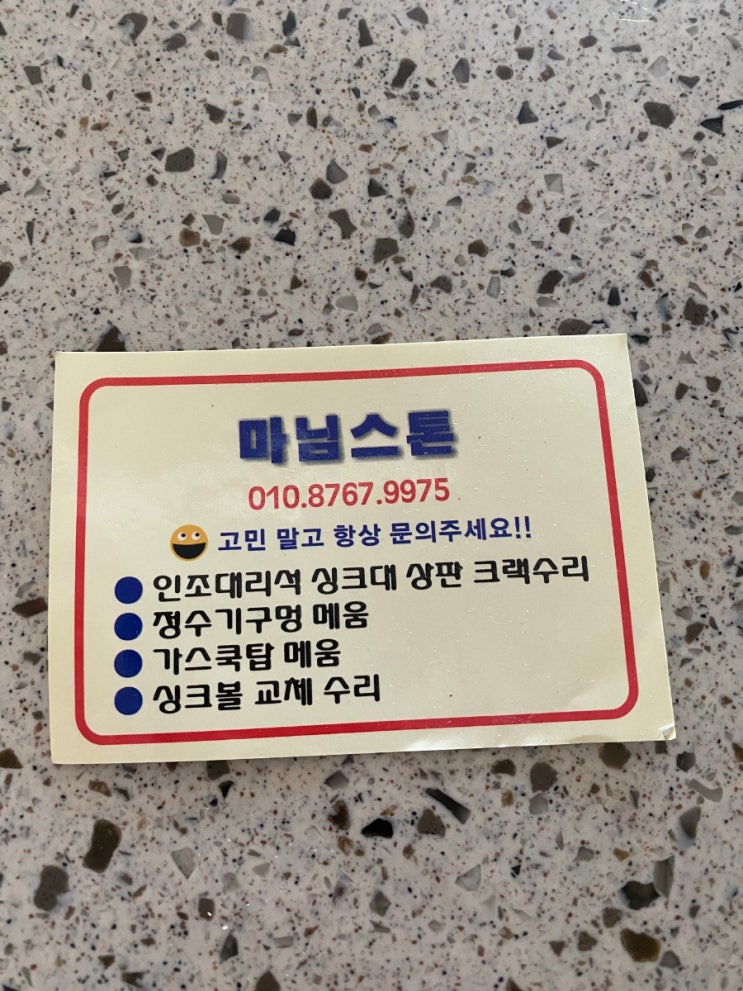 마님스톤
010.8767.9975
고민 말고 항상 문의주세요!!
인조대리석 싱크대 상판 크랙수리
정수기구멍 메움
가스쿡탑 메움
싱크볼 교체 수리